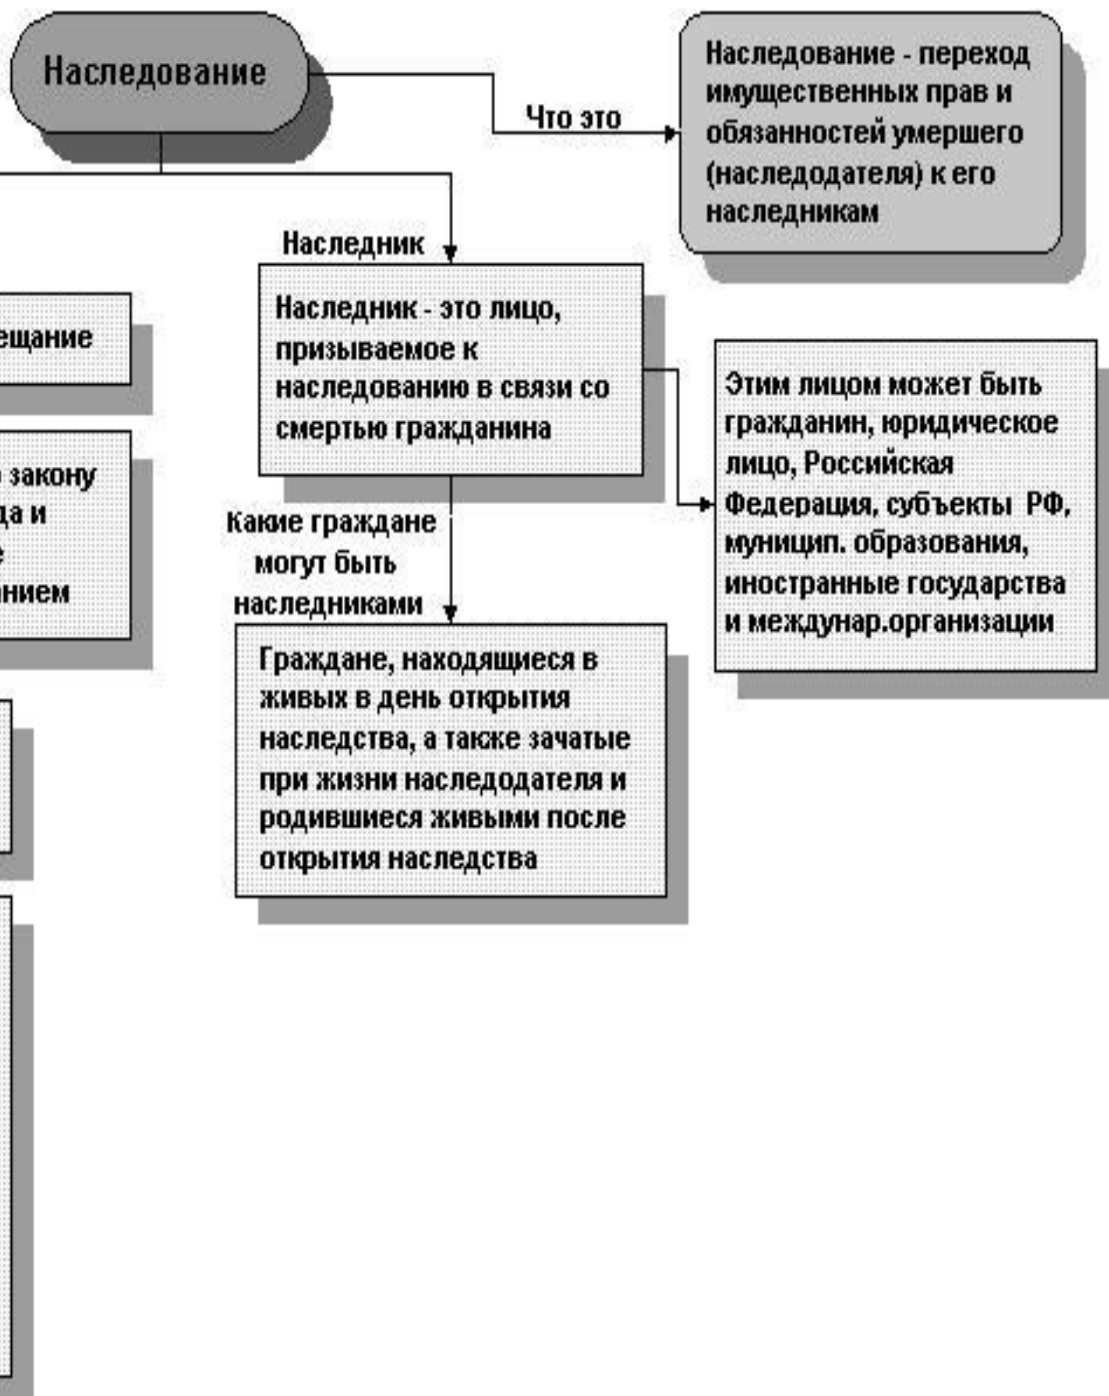 Наследование
Что это
Наследование - переход
имущественных прав и
обязанностей умершего
(наследодателя) к его
наследникам
Наследник
Наследник - это лицо,
призываемое к
наследованию в связи со
смертью гражданина
Этим лицом может быть
гражданин, юридическое
лицо, Российская
Федерация, субъекты РФ,
муницип. образования,
иностранные государства
и междунар.организации
Какие граждане
могут быть
наследниками
Граждане, находящиеся в
живых в день открытия
наследства, а также зачатые
при жизни наследодателя и
родившиеся живыми после
открытия наследства
ещание
закону
да и
е
нием